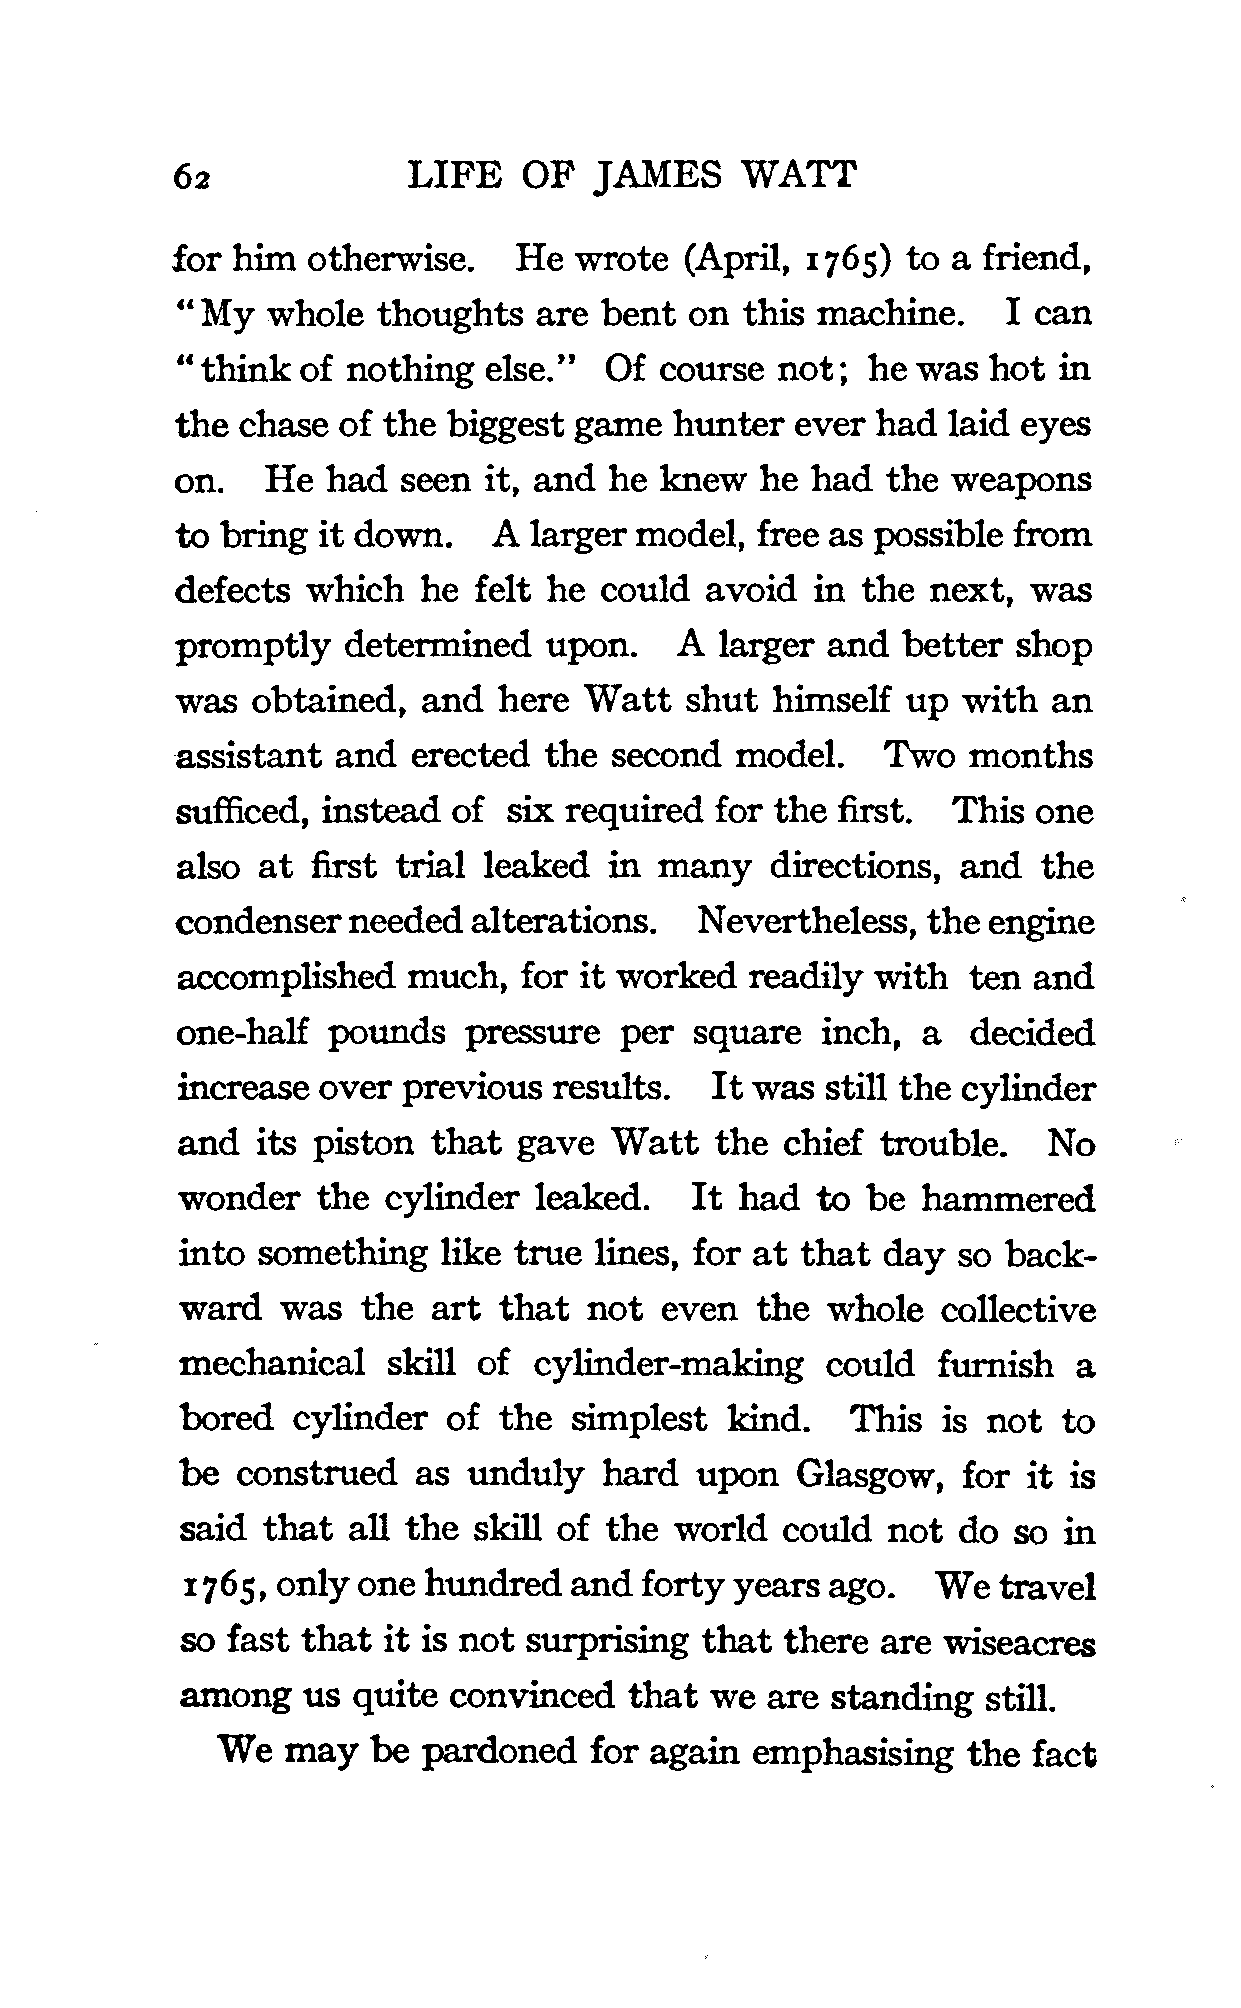 62 LIFE OF JAMES WATT
for him otherwise. He wrote (April, 1765) to a friend,
"My whole thoughts are bent on this machine. I can
"think of nothing else." Of course not; he was hot in
the chase of the biggest game hunter ever had laid eyes
on. He had seen it, and he knew he had the weapons
to bring it down. A larger model, free as possible from
defects which he felt he could avoid in the next, was
promptly determined upon. A larger and better shop
was obtained, and here Watt shut himself up with an
assistant and erected the second model. Two months
sufficed, instead of six required for the first. This one
also at first trial leaked in many directions, and the
condenser needed alterations. Nevertheless, the engine
accomplished much, for it worked readily with ten and
one-half pounds pressure per square inch, a decided
increase over previous results. It was still the cylinder
and its piston that gave Watt the chief trouble. No
wonder the cylinder leaked. It had to be hammered
into something like true lines, for at that day so back-
ward was the art that not even the whole collective
mechanical skill of cylinder-making could furnish a
bored cylinder of the simplest kind. This is not to
be construed as unduly hard upon Glasgow, for it is
said that all the skill of the world could not do so in
1765, only one hundred and forty years ago. We travel
so fast that it is not surprising that there are wiseacres
among us quite convinced that we are standing still.
We may be pardoned for again emphasising the fact